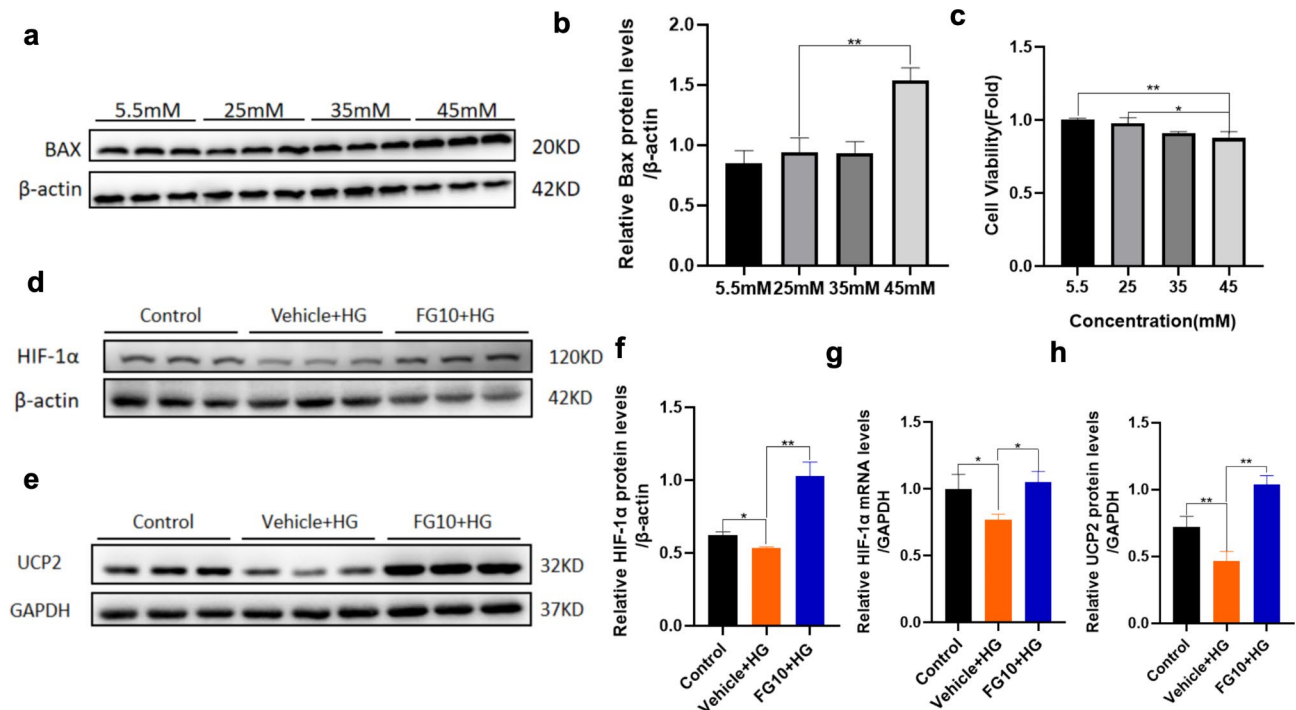 a
5.5mM 25mM 35mM 45mM
BAX 20KD
β-actin 42KD
b
Relative Bax protein levels
/β-actin
2.0
1.5
1.0
0.5
0.0
**
5.5mM 25mM 35mM 45mM
c
Cell Viability(Fold)
1.5
1.0
0.5
0.0
**
*
5.5 25 35 45
Concentration(mM)
d
Control Vehicle+HG FG10+HG
HIF-1α 120KD
β-actin 42KD
e
Control Vehicle+HG FG10+HG
UCP2 32KD
GAPDH 37KD
f
Relative HIF-1α protein levels
/β-actin
1.5
1.0
0.5
0.0
*
**
Control Vehicle+HG FG10+HG
g
Relative HIF-1α mRNA levels
/GAPDH
1.5
1.0
0.5
0.0
*
*
Control Vehicle+HG FG10+HG
h
Relative UCP2 protein levels
/GAPDH
1.5
1.0
0.5
0.0
**
**
Control Vehicle+HG FG10+HG